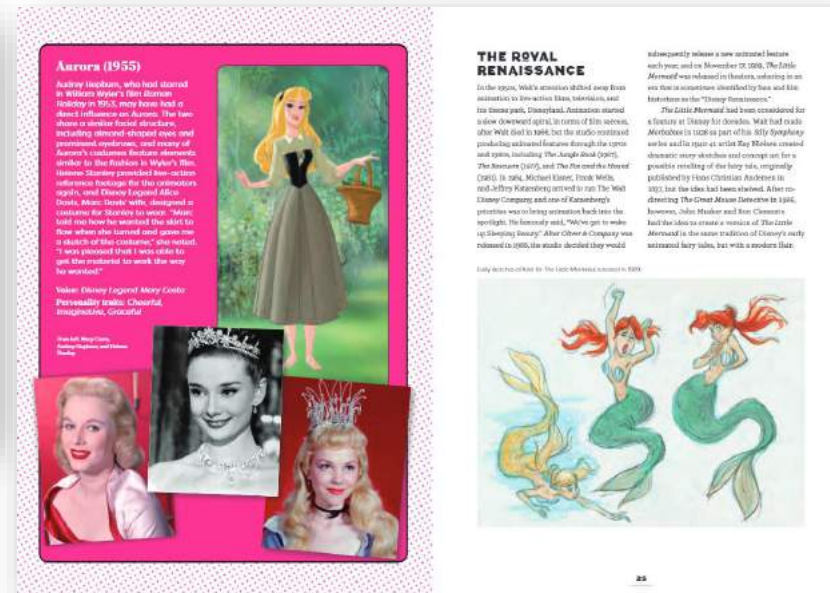 Aurora (1955)
Audrey Hepburn, who had starred
in William Wyler's film Roman
Holiday in 1953, may have had a
direct influence on Aurora. The two
share a similar facial structure,
including almond-shaped eyes and
prominent eyebrows, and many of
Aurora's costumes feature elements
similar to the fashion in Wyler's film.
Helene Stanley provided live-action
reference footage for the animators
again, and Disney Legend Alice
Davis, Marc Davis' wife, designed a
costume for Stanley to wear. "Marc
told me how he wanted the skirt to
flow when she turned and gave me
a sketch of the costume," she noted.
"I was pleased that I was able to
get the material to work the way
he wanted."
Voice: Disney Legend Mary Costa
Personality traits: Cheerful,
Imaginative, Graceful
From left: Mary Costa,
Audrey Hepburn, and Helene
Stanley
THE ROYAL
RENAISSANCE
In the 1950s, Walt's attention shifted away from
animation to live-action films, television, and
his theme park, Disneyland. Animation started
a slow downward spiral, in terms of film success,
after Walt died in 1966, but the studio continued
producing animated features through the 1970s
and 1980s, including The Jungle Book (1967),
The Rescuers (1977), and The Fox and the Hound
(1981). In 1984, Michael Eisner, Frank Wells,
and Jeffrey Katzenberg arrived to run The Walt
Disney Company, and one of Katzenberg's
priorities was to bring animation back into the
spotlight. He famously said, "We've got to wake
up Sleeping Beauty." After Oliver & Company was
released in 1988, the studio decided they would
subsequently release a new animated feature
each year, and on November 17, 1989, The Little
Mermaid was released in theaters, ushering in an
era that is sometimes identified by fans and film
historians as the "Disney Renaissance."
The Little Mermaid had been considered for
a feature at Disney for decades. Walt had made
Merbabies in 1938 as part of his Silly Symphony
series and in 1940-41 artist Kay Nielsen created
dramatic story sketches and concept art for a
possible retelling of the fairy tale, originally
published by Hans Christian Andersen in
1837, but the idea had been shelved. After co-
directing The Great Mouse Detective in 1986,
however, John Musker and Ron Clements
had the idea to create a version of The Little
Mermaid in the same tradition of Disney's early
animated fairy tales, but with a modern flair.
Early sketches of Ariel for The Little Mermaid, released in 1989.
25